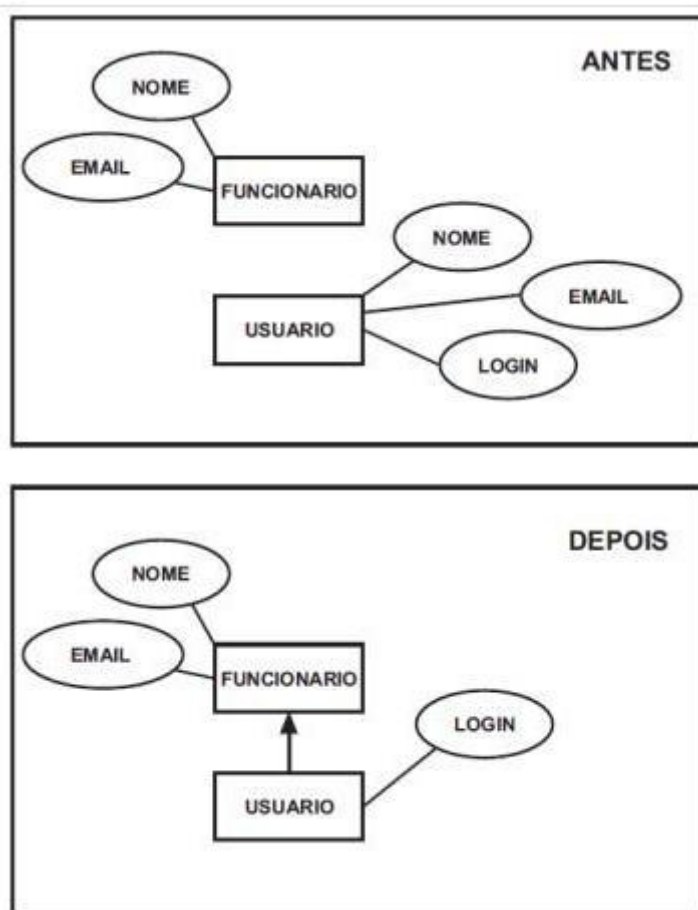 ANTES
NOME
EMAIL
FUNCIONARIO
NOME
EMAIL
USUARIO
LOGIN
DEPOIS
NOME
EMAIL
FUNCIONARIO
LOGIN
USUARIO